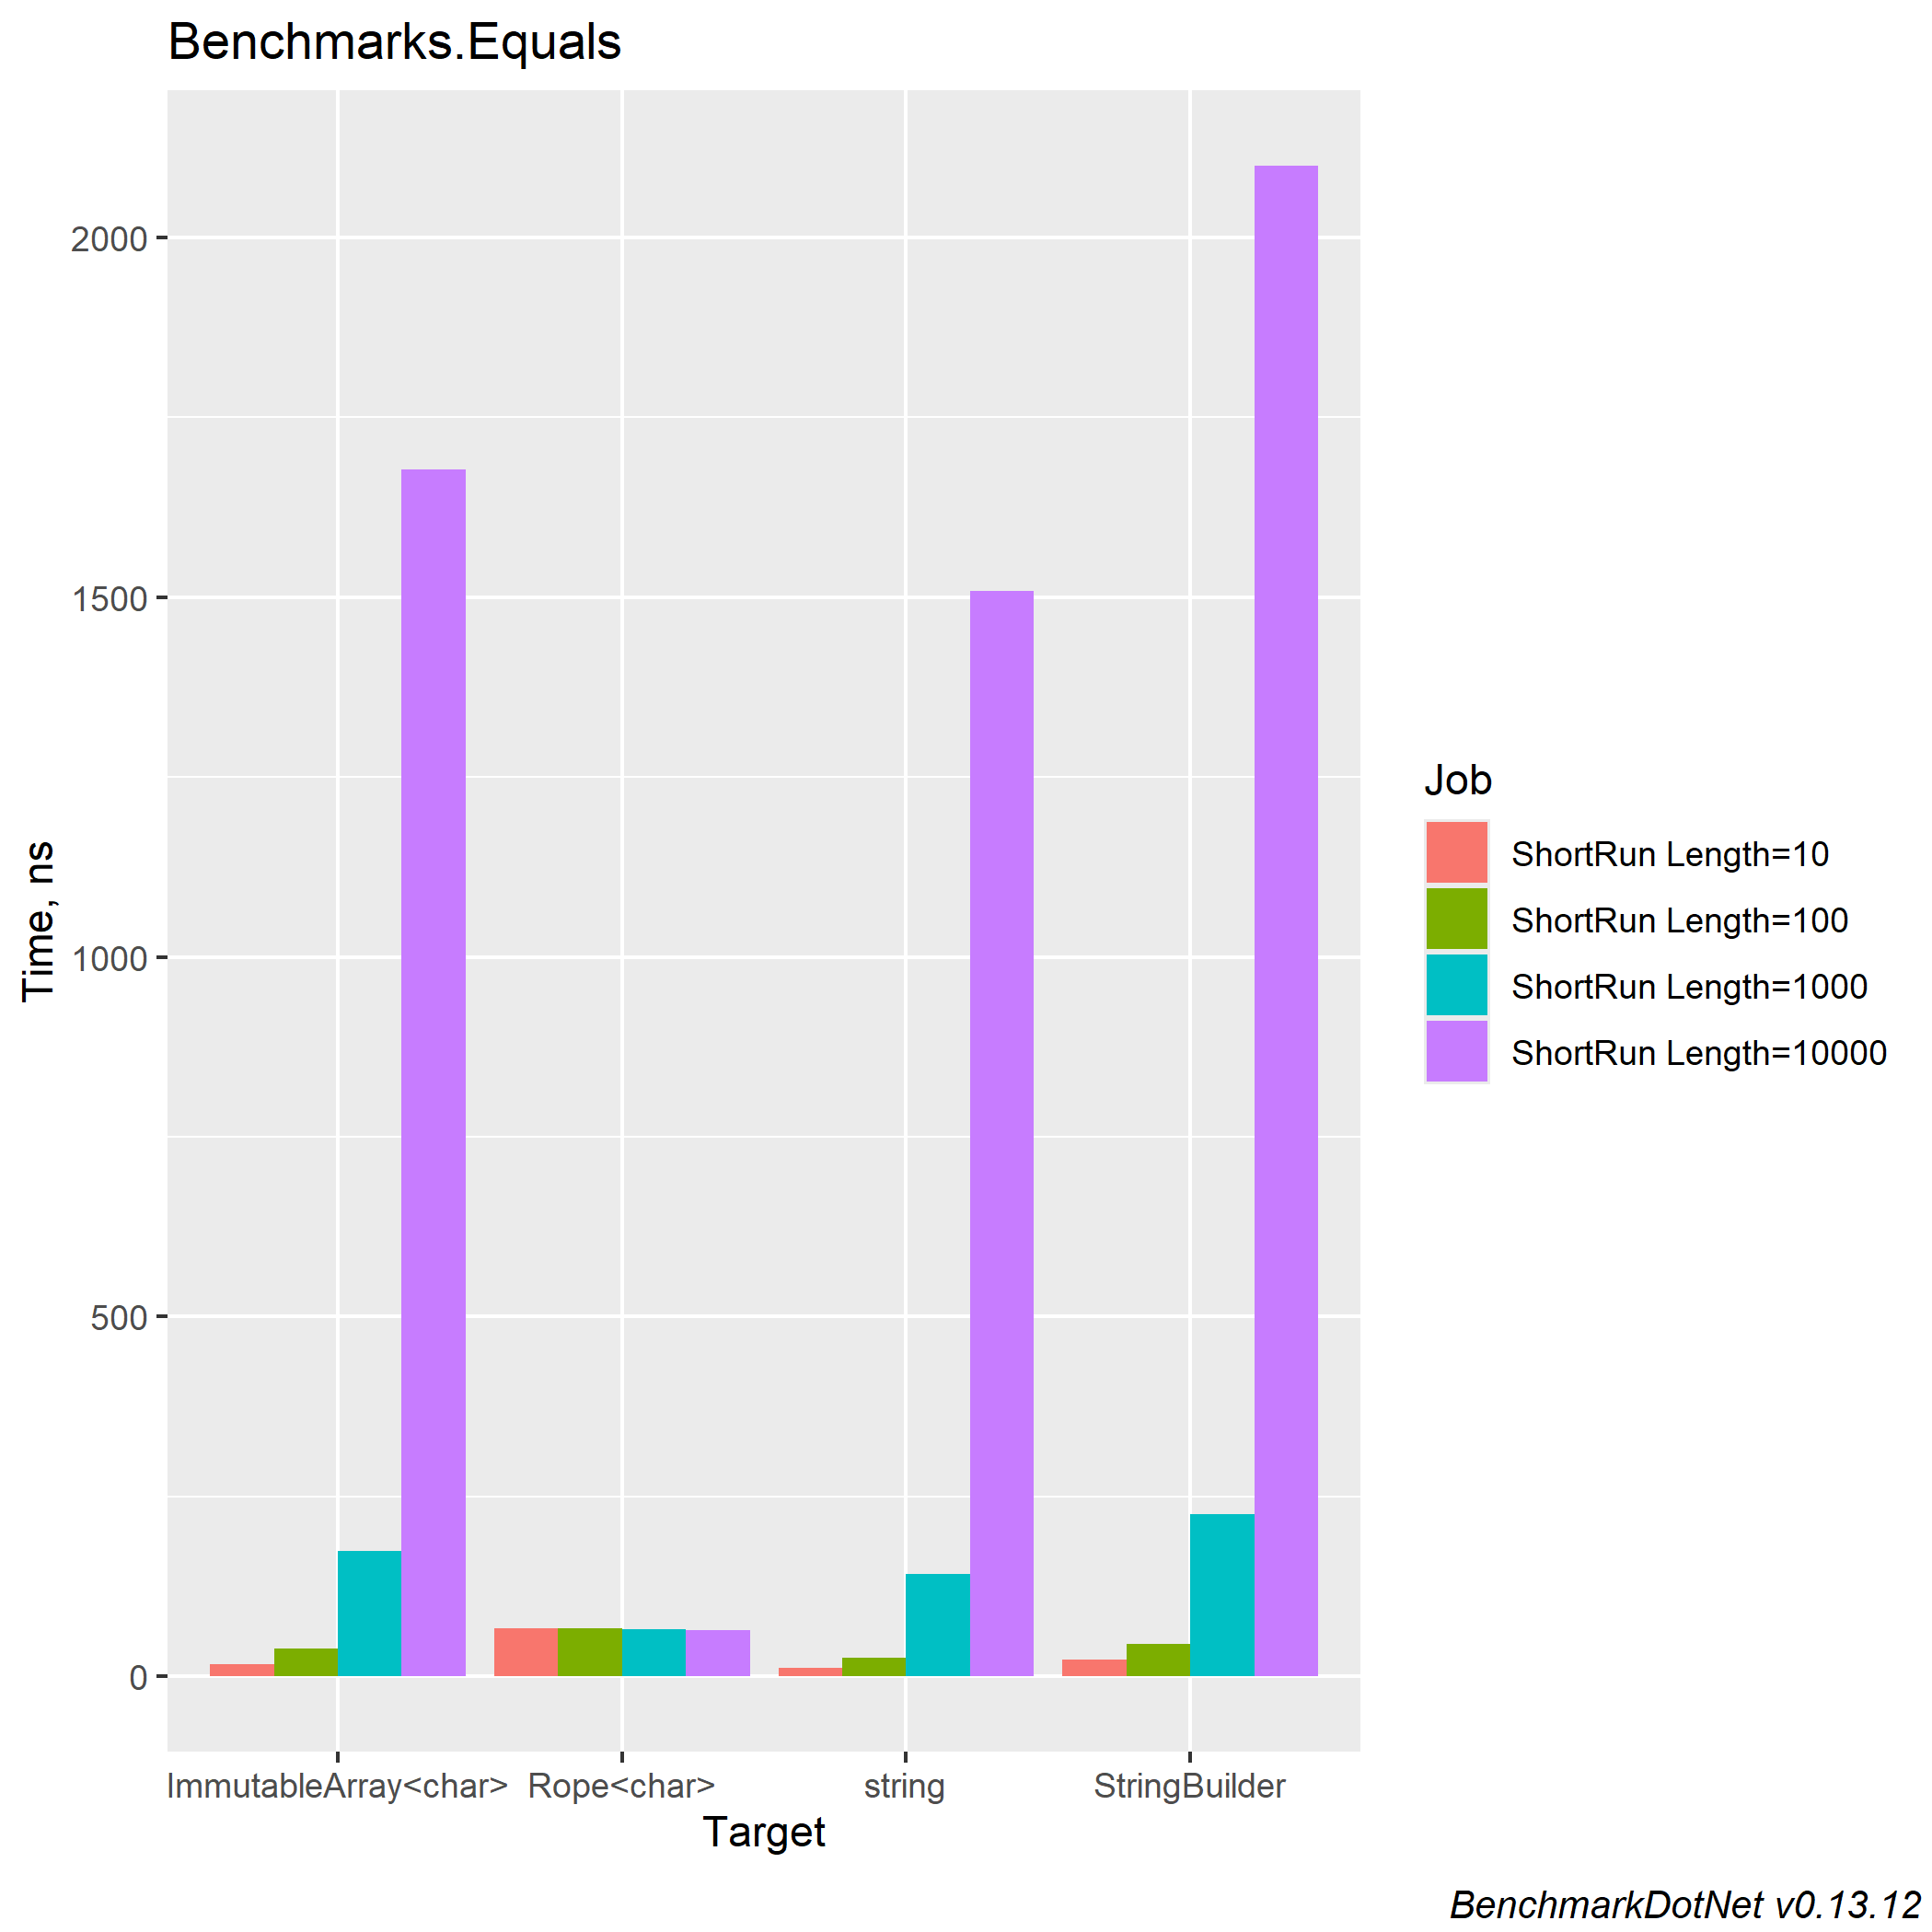 Benchmarks.Equals
2000
1500
1000
500
0
Time, ns
ImmutableArray<char> Rope<char> string StringBuilder
Target
Job
ShortRun Length=10
ShortRun Length=100
ShortRun Length=1000
ShortRun Length=10000
BenchmarkDotNet v0.13.12